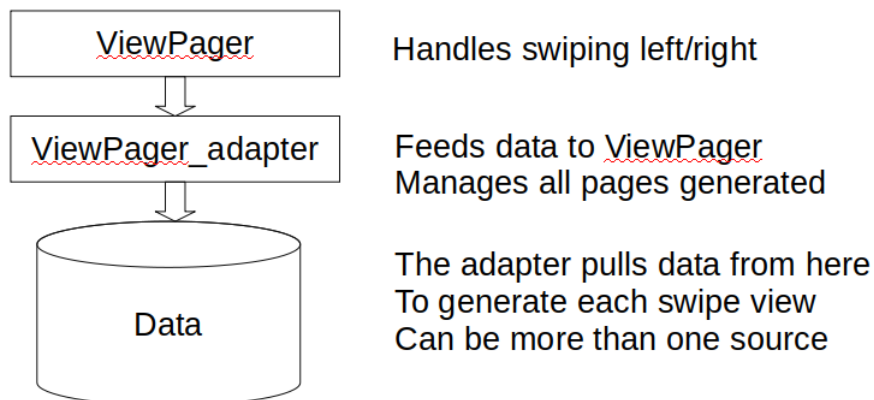 ViewPager
Handles swiping left/right
ViewPager_adapter
Feeds data to ViewPager
Manages all pages generated
Data
The adapter pulls data from here
To generate each swipe view
Can be more than one source